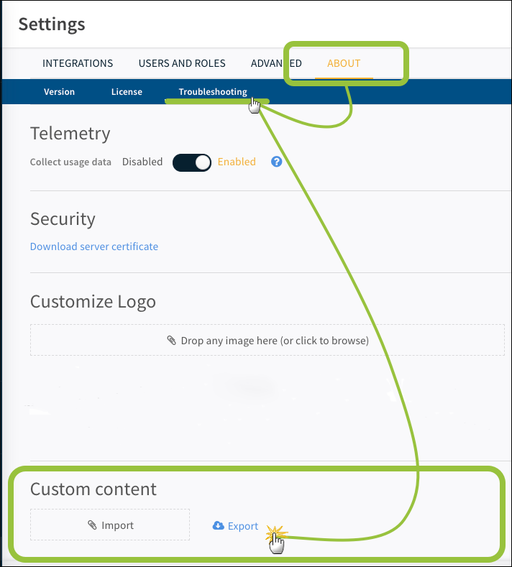 Settings
INTEGRATIONS USERS AND ROLES ADVANCED ABOUT
Version License Troubleshooting
Telemetry
Collect usage data Disabled Enabled ?
Security
Download server certificate
Customize Logo
Drop any image here (or click to browse)
Custom content
Import Export